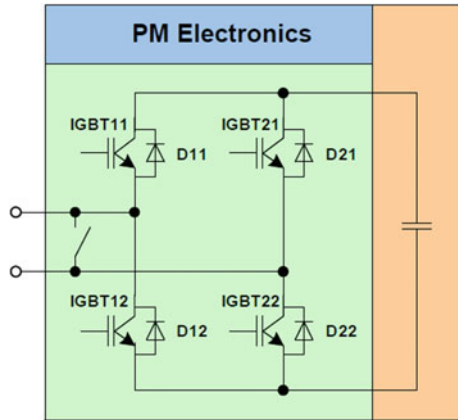 PM Electronics
IGBT11
D11
IGBT21
D21
IGBT12
D12
IGBT22
D22